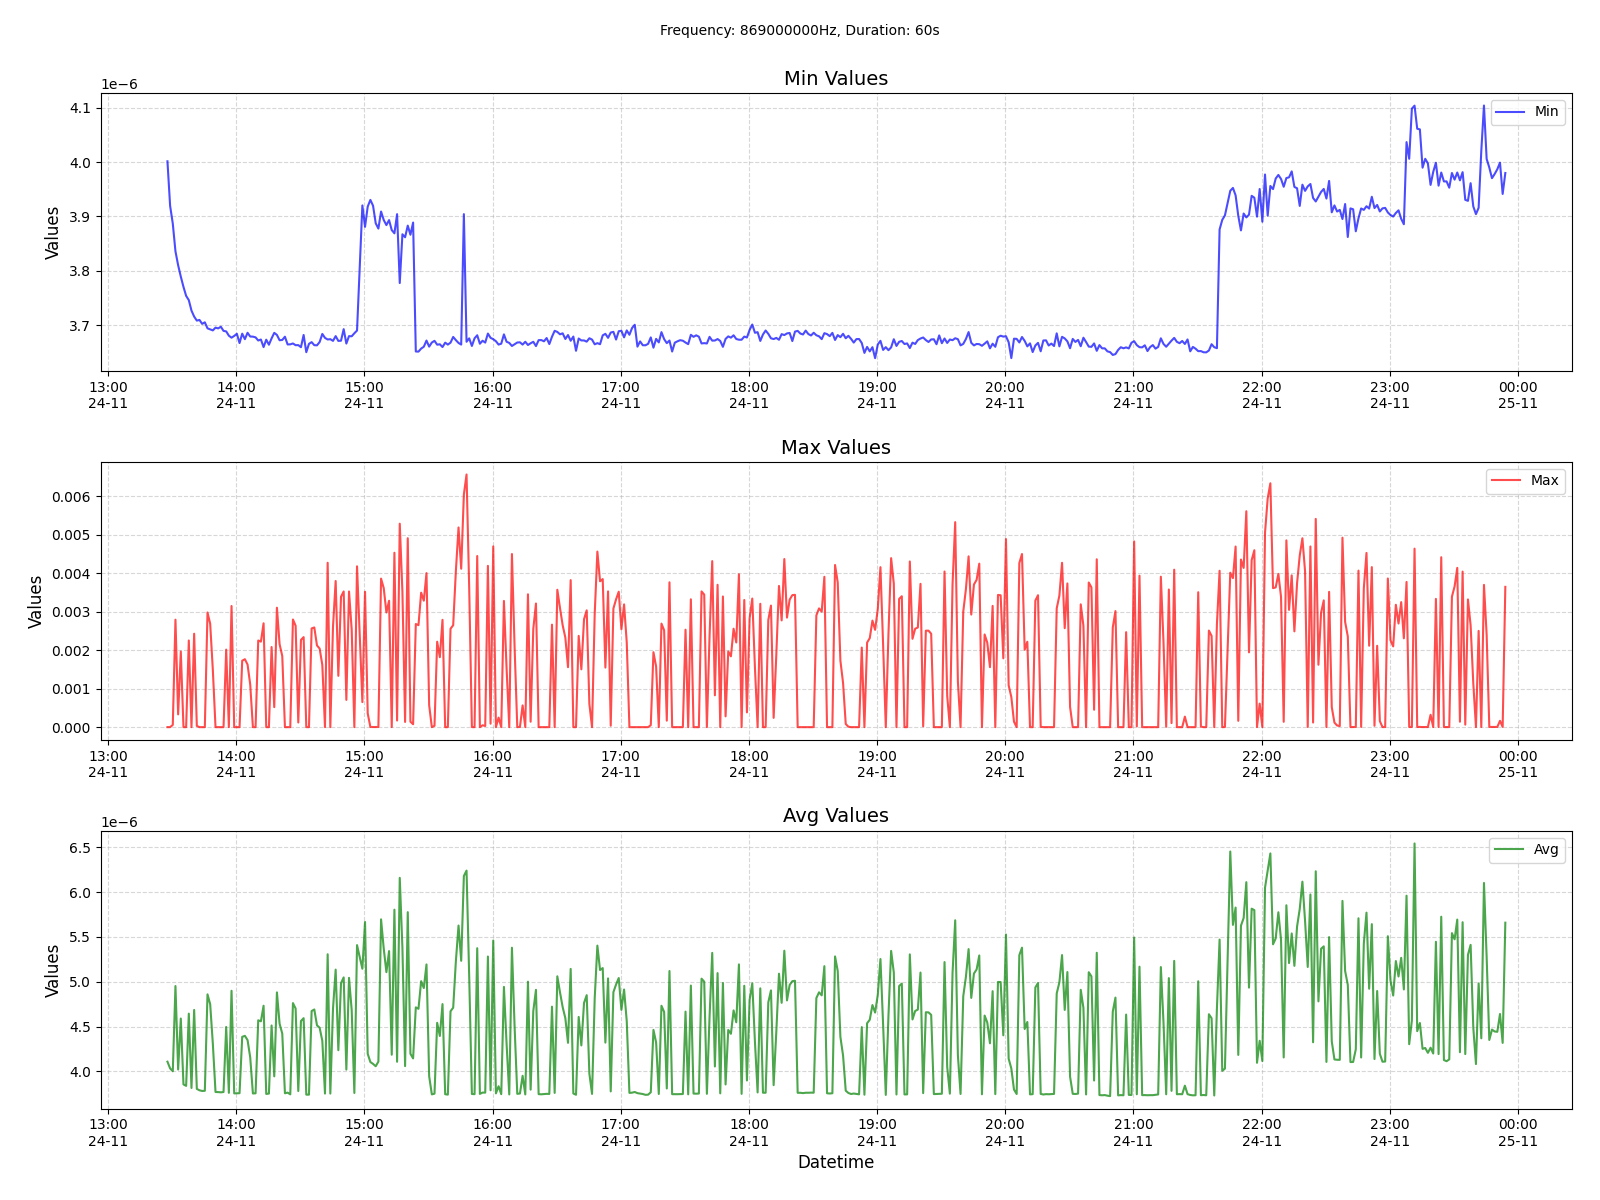 Frequency: 869000000Hz, Duration: 60s
Min Values
1e−6
Values
4.1
4.0
3.9
3.8
3.7
Min
13:00 14:00 15:00 16:00 17:00 18:00 19:00 20:00 21:00 22:00 23:00 00:00
24-11 24-11 24-11 24-11 24-11 24-11 24-11 24-11 24-11 24-11 24-11 25-11
Max Values
Values
0.006
0.005
0.004
0.003
0.002
0.001
0.000
Max
13:00 14:00 15:00 16:00 17:00 18:00 19:00 20:00 21:00 22:00 23:00 00:00
24-11 24-11 24-11 24-11 24-11 24-11 24-11 24-11 24-11 24-11 24-11 25-11
Avg Values
1e−6
Values
6.5
6.0
5.5
5.0
4.5
4.0
Avg
13:00 14:00 15:00 16:00 17:00 18:00 19:00 20:00 21:00 22:00 23:00 00:00
24-11 24-11 24-11 24-11 24-11 24-11 24-11 24-11 24-11 24-11 24-11 25-11
Datetime